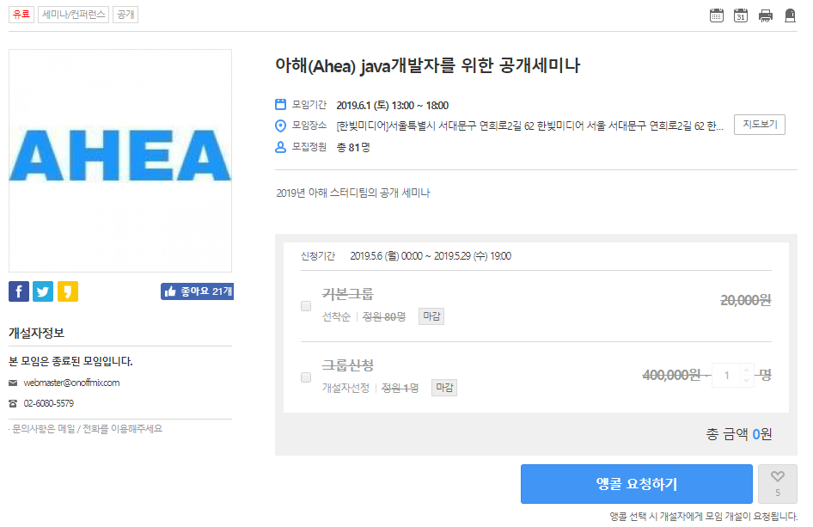 유료 세미나/컨퍼런스 공개
31
아해(Ahea) java개발자를 위한 공개세미나
모임기간 2019.6.1 (토) 13:00 ~ 18:00
모임장소 [한빛미디어]서울특별시 서대문구 연희로2길 62 한빛미디어 서울 서대문구 연희로2길 62 한... 지도보기
모집정원 총 81명
AHEA
2019년 아해 스터디팀의 공개 세미나
신청기간 2019.5.6 (월) 00:00 ~ 2019.5.29 (수) 19:00
기본그룹
20,000원
선착순 | 정원 80명 마감
그룹신청
400,000원 · 1 명
개설자선정 | 정원 1명 마감
총 금액 0원
좋아요 21개
개설자정보
본 모임은 종료된 모임입니다.
webmaster@onoffmix.com
02-6080-5579
· 문의사항은 메일 / 전화를 이용해주세요
앵콜 요청하기
5
앵콜 선택 시 개설자에게 모임 개설이 요청됩니다.